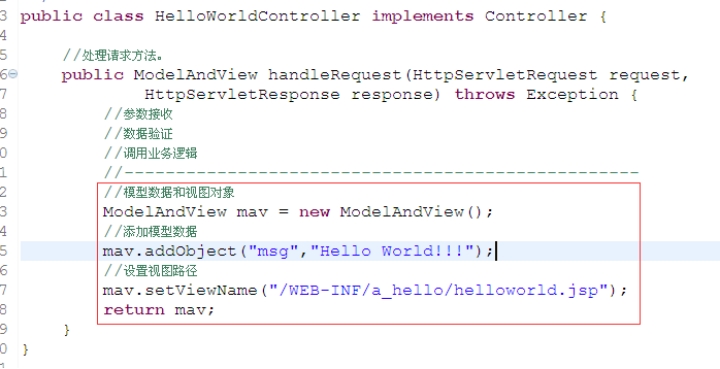 3 public class HelloWorldController implements Controller {
4
5     //处理请求方法。
6     public ModelAndView handleRequest(HttpServletRequest request,
7             HttpServletResponse response) throws Exception {
8         //参数接收
9         //数据验证
0         //调用业务逻辑
1         //-------------------------------------------------
2         //模型数据和视图对象
3         ModelAndView mav = new ModelAndView();
4         //添加模型数据
5         mav.addObject("msg","Hello World!!!");
6         //设置视图路径
7         mav.setViewName("/WEB-INF/a_hello/helloworld.jsp");
8         return mav;
9     }
0 }